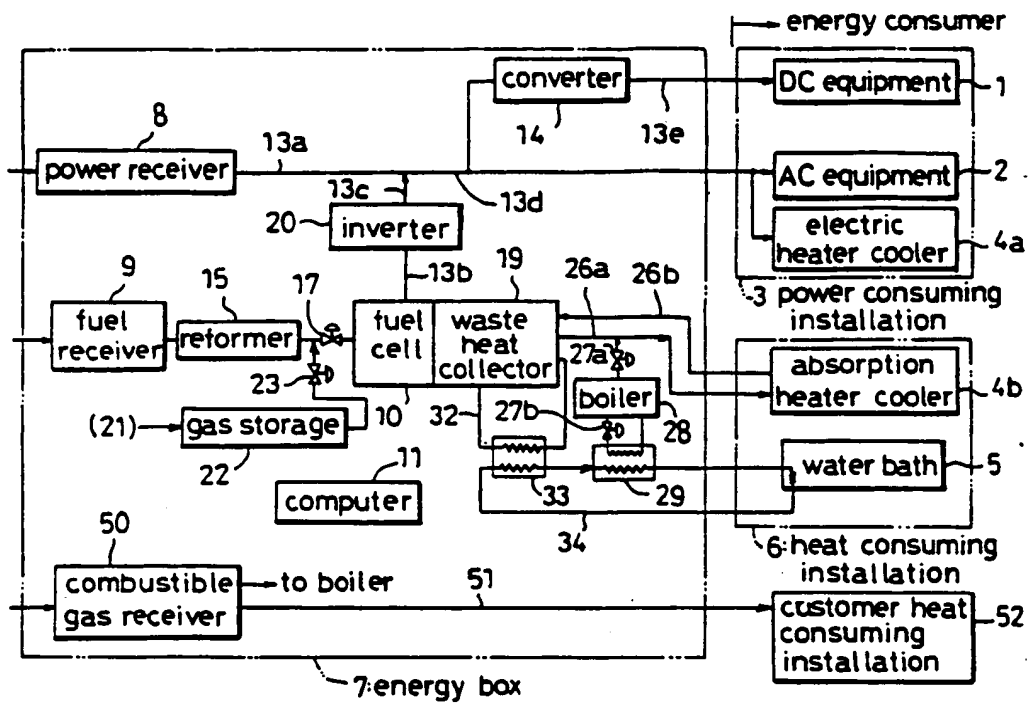 energy consumer
converter
DC equipment
1
14
13e
8
13a
power receiver
13c
13d
AC equipment
2
20
inverter
electric
heater cooler
4a
13b
3 power consuming
installation
9
15
17
19
26a
26b
fuel
receiver
reformer
fuel
cell
waste
heat
collector
27a
absorption
heater cooler
4b
23
10
32
27b
boiler
28
(21)
gas storage
22
11
computer
33
29
34
water bath
5
6:heat consuming
installation
50
combustible
gas receiver
to boiler
51
customer heat
consuming
installation
52
7:energy box